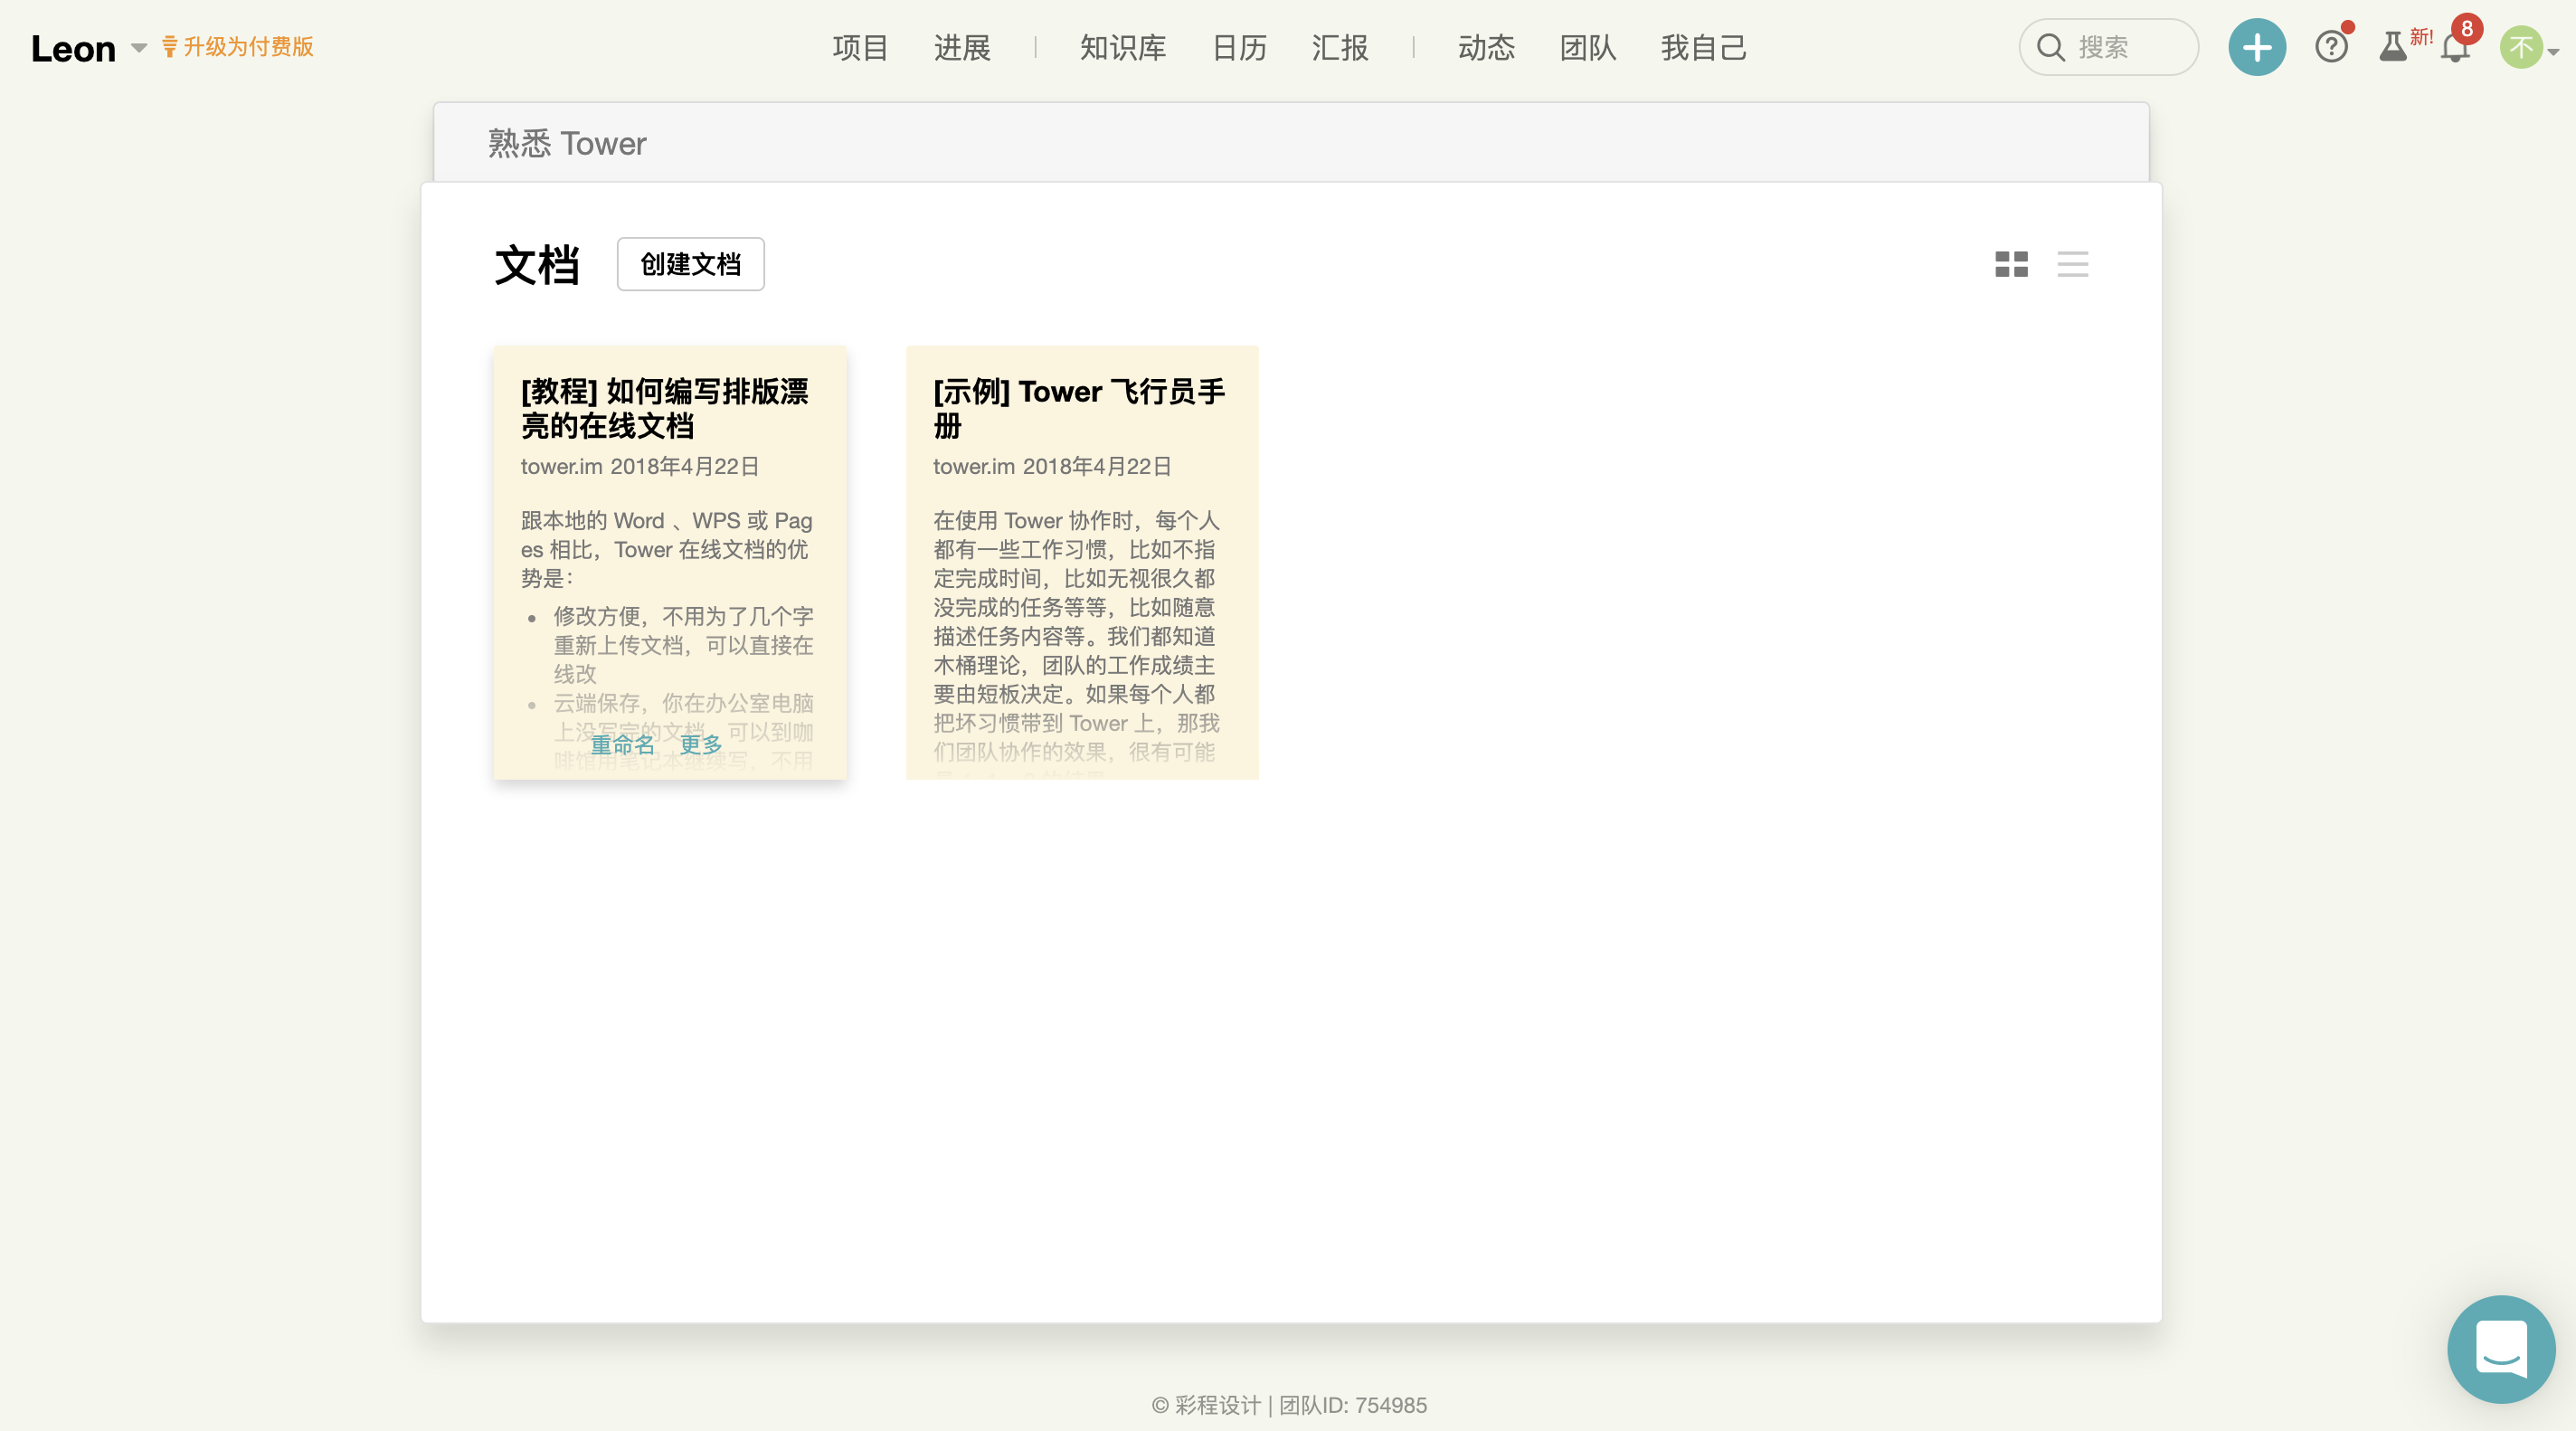 Leon 升级为付费版 项目 进展 知识库 日历 汇报 动态 团队 我自己 搜索 新! 8 不
熟悉 Tower
文档 创建文档
[教程] 如何编写排版漂
亮的在线文档
tower.im 2018年4月22日
跟本地的 Word 、WPS 或 Pag
es 相比，Tower 在线文档的优
势是：
修改方便，不用为了几个字
重新上传文档，可以直接在
线改
云端保存，你在办公室电脑
上没写完的文档，可以到咖
啡馆用笔记本继续写，不用
重命名 更多
[示例] Tower 飞行员手
册
tower.im 2018年4月22日
在使用 Tower 协作时，每个人
都有一些工作习惯，比如不指
定完成时间，比如无视很久都
没完成的任务等等，比如随意
描述任务内容等。我们都知道
木桶理论，团队的工作成绩主
要由短板决定。如果每个人都
把坏习惯带到 Tower 上，那我
们团队协作的效果，很有可能
© 彩程设计 | 团队ID: 754985